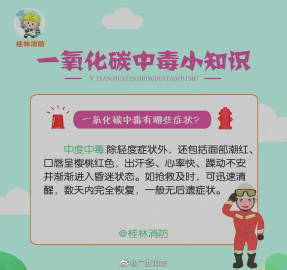 桂林消防
一氧化碳中毒小知识
一氧化碳中毒有哪些症状?
中度中毒 除轻度症状外，还包括面部潮红、
口唇呈樱桃红色，出汗多、心率快、躁动不安
并渐渐进入昏迷状态。如抢救及时，可迅速清
醒，数天内完全恢复，一般无后遗症状。
@桂林消防